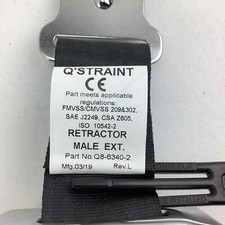 Q'STRAINT
CE
Part meets applicable
regulations:
FMVSS/CMVSS 209&302,
SAE J2249, CSA Z605,
ISO 10542-2
RETRACTOR
MALE EXT.
Part No:Q8-6340-2
Mfg.03/19 Rev.L